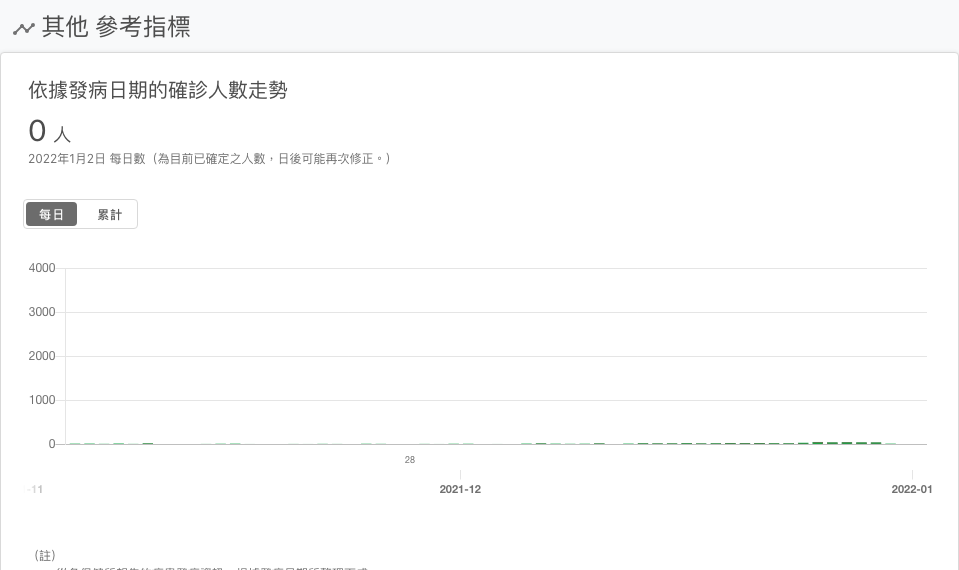 其他 參考指標
依據發病日期的確診人數走勢
0 人
2022年1月2日 每日數（為目前已確定之人數，日後可能再次修正。）
每日 累計
4000
3000
2000
1000
0
28
-11 2021-12 2022-01
（註）